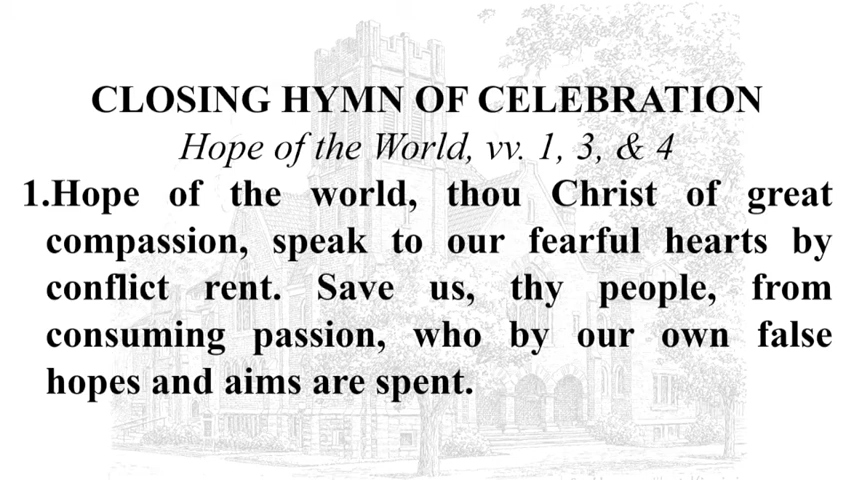 CLOSING HYMN OF CELEBRATION
Hope of the World, vv. 1, 3, & 4
1.Hope of the world, thou Christ of great
compassion, speak to our fearful hearts by
conflict rent. Save us, thy people, from
consuming passion, who by our own false
hopes and aims are spent.